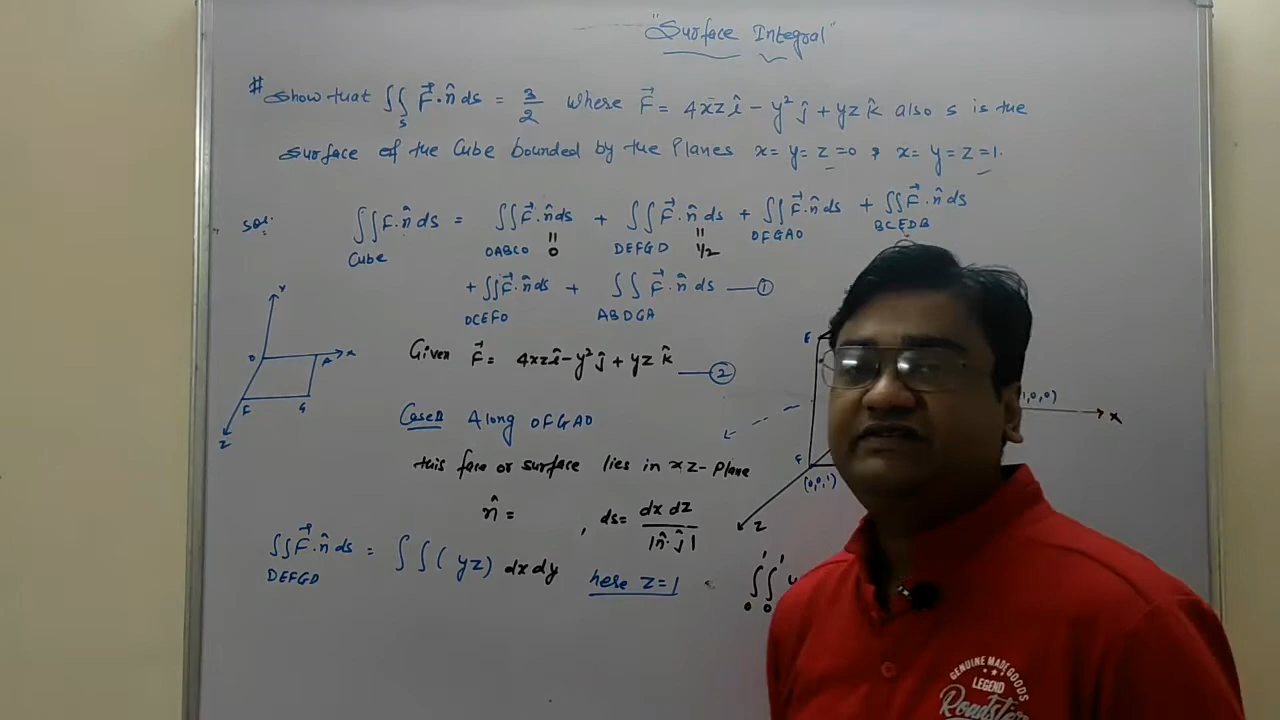 "Surface Integral"
# Show that ∬_S F⃗·n̂ ds = 3/2 where F⃗ = 4xz î − y² ĵ + yz k̂ also s is the
surface of the Cube bounded by the Planes x = y = z = 0 & x = y = z = 1.
Sol: ∬ F·n̂ ds = ∬ F⃗·n̂ ds + ∬ F⃗·n̂ ds + ∬ F⃗·n̂ ds + ∬ F⃗·n̂ ds
Cube OABCO DEFGD OFGAO BCEDB
" 0 " 1/2
+ ∬ F⃗·n̂ ds + ∬ F⃗·n̂ ds — ①
OCEFO ABDGA
Given F⃗ = 4xz î − y² ĵ + yz k̂ — ②
Case Along OFGAO
this face or surface lies in xz-Plane
n̂ = , ds = dx dz / |n̂·ĵ|
∬ F⃗·n̂ ds = ∬ (yz) dx dy here z=1
DEFGD
∫₀¹ ∫₀¹
Y
O
A
X
F
G
Z
E
1,0,0)
X
(0,0,1)
Z
GENUINE MADE GOODS
LEGEND